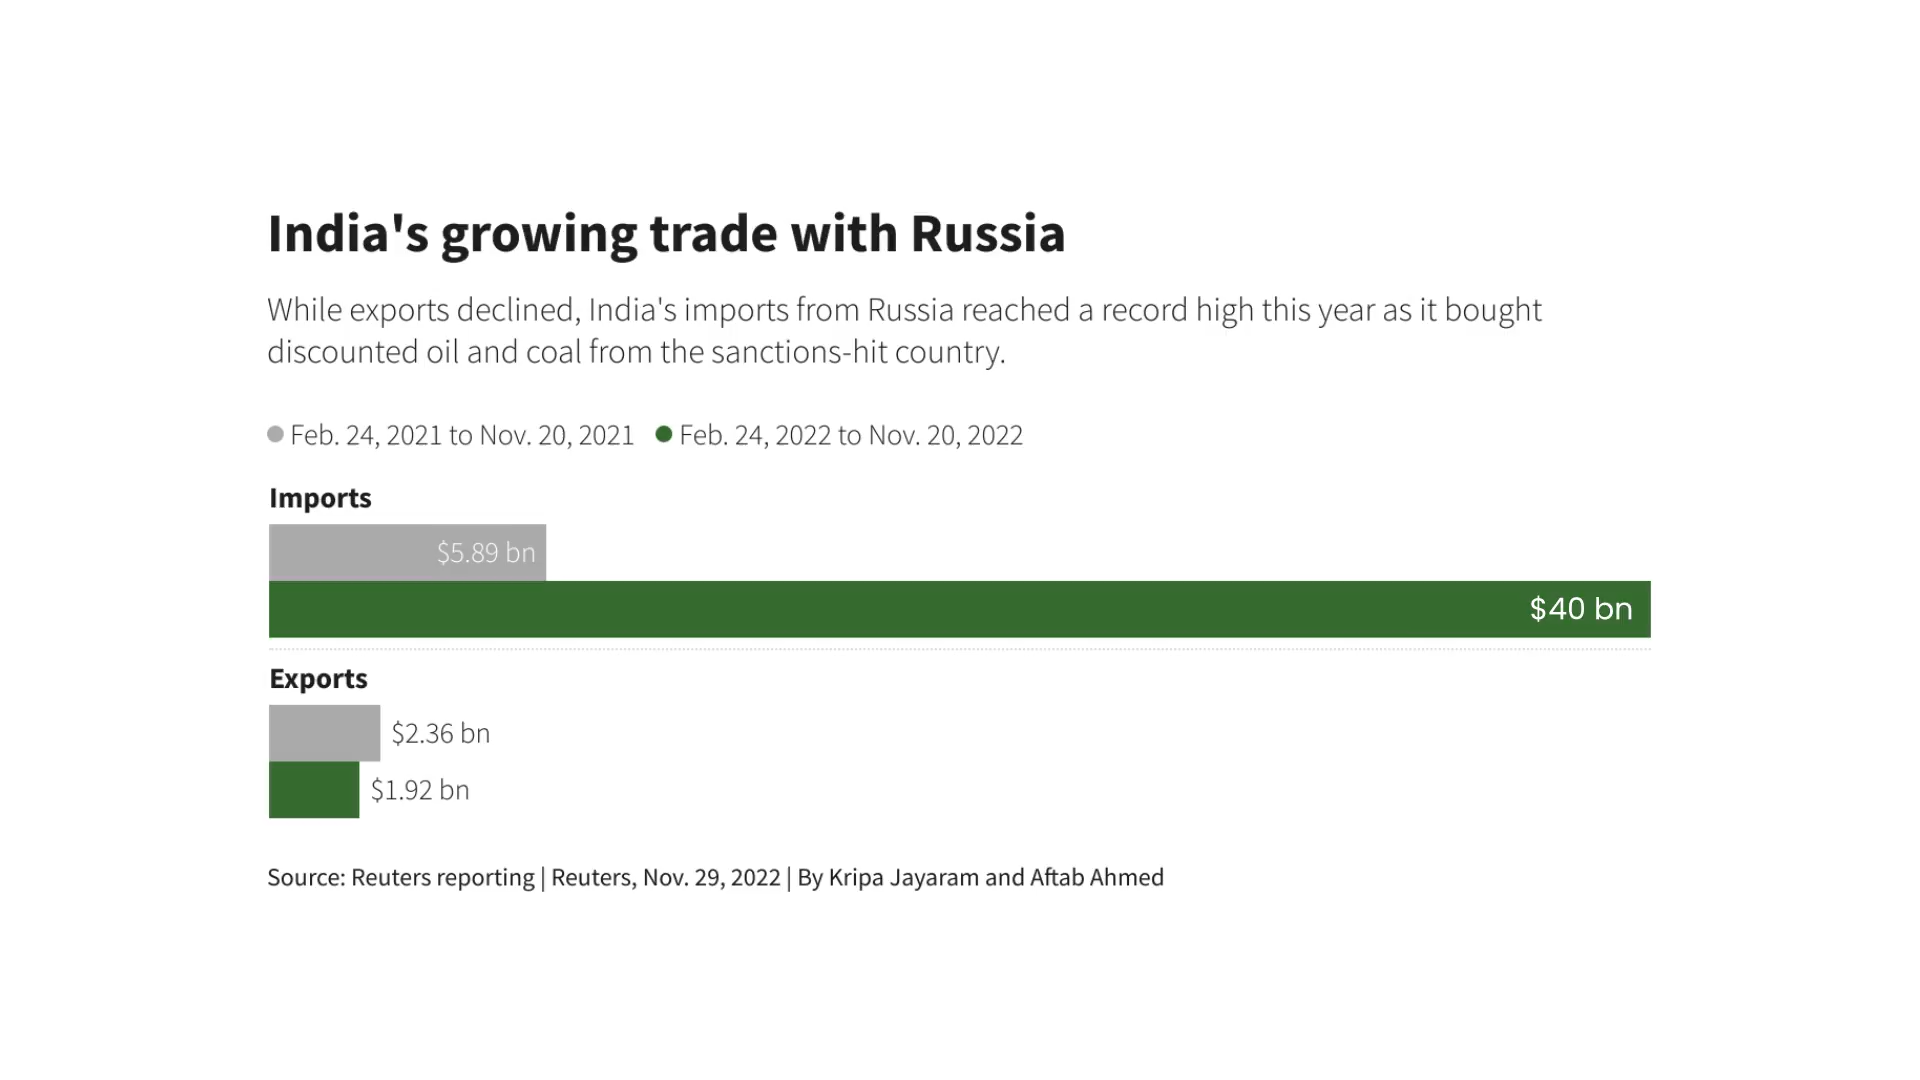 India's growing trade with Russia
While exports declined, India's imports from Russia reached a record high this year as it bought
discounted oil and coal from the sanctions-hit country.
Feb. 24, 2021 to Nov. 20, 2021 Feb. 24, 2022 to Nov. 20, 2022
Imports
$5.89 bn
$40 bn
Exports
$2.36 bn
$1.92 bn
Source: Reuters reporting | Reuters, Nov. 29, 2022 | By Kripa Jayaram and Aftab Ahmed